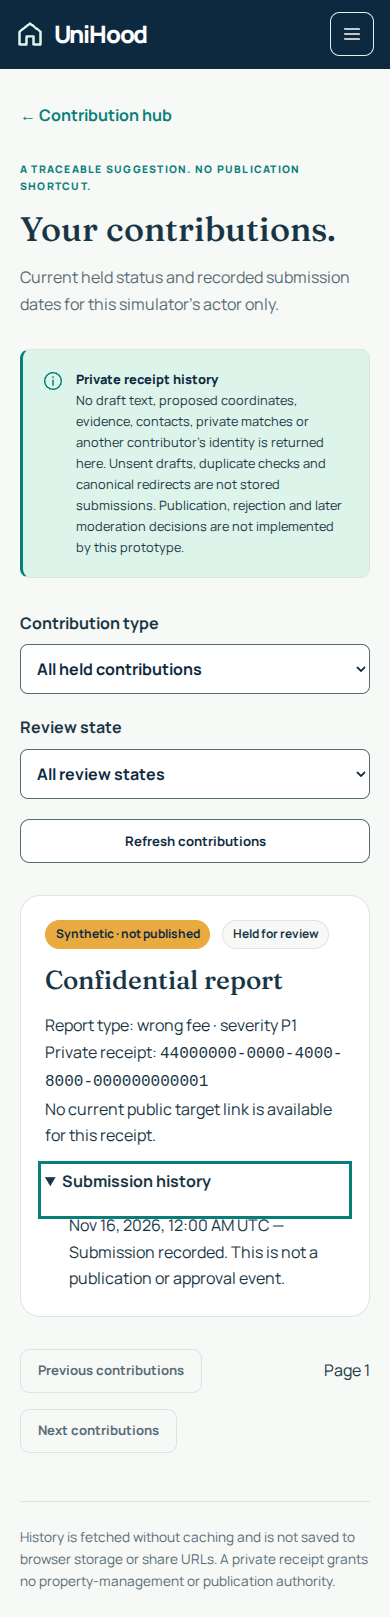 UniHood
← Contribution hub
A TRACEABLE SUGGESTION. NO PUBLICATION
SHORTCUT.
Your contributions.
Current held status and recorded submission
dates for this simulator's actor only.
Private receipt history
No draft text, proposed coordinates,
evidence, contacts, private matches or
another contributor's identity is returned
here. Unsent drafts, duplicate checks and
canonical redirects are not stored
submissions. Publication, rejection and later
moderation decisions are not implemented
by this prototype.
Contribution type
All held contributions
Review state
All review states
Refresh contributions
Synthetic · not published Held for review
Confidential report
Report type: wrong fee · severity P1
Private receipt: 44000000-0000-4000-
8000-000000000001
No current public target link is available
for this receipt.
▼ Submission history
Nov 16, 2026, 12:00 AM UTC —
Submission recorded. This is not a
publication or approval event.
Previous contributions Page 1
Next contributions
History is fetched without caching and is not saved to
browser storage or share URLs. A private receipt grants
no property-management or publication authority.